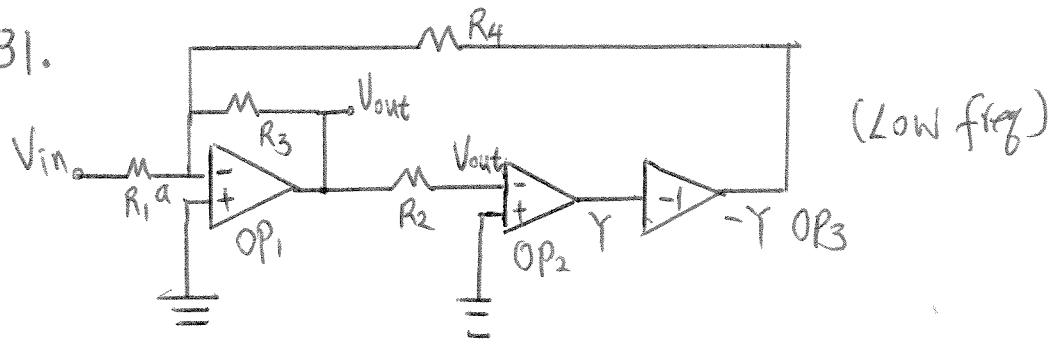 31.
R4
Vout
R3
(Low freq)
Vin
R1
a
-
+
OP1
Vout
R2
-
+
OP2
Y
-1
-Y OP3